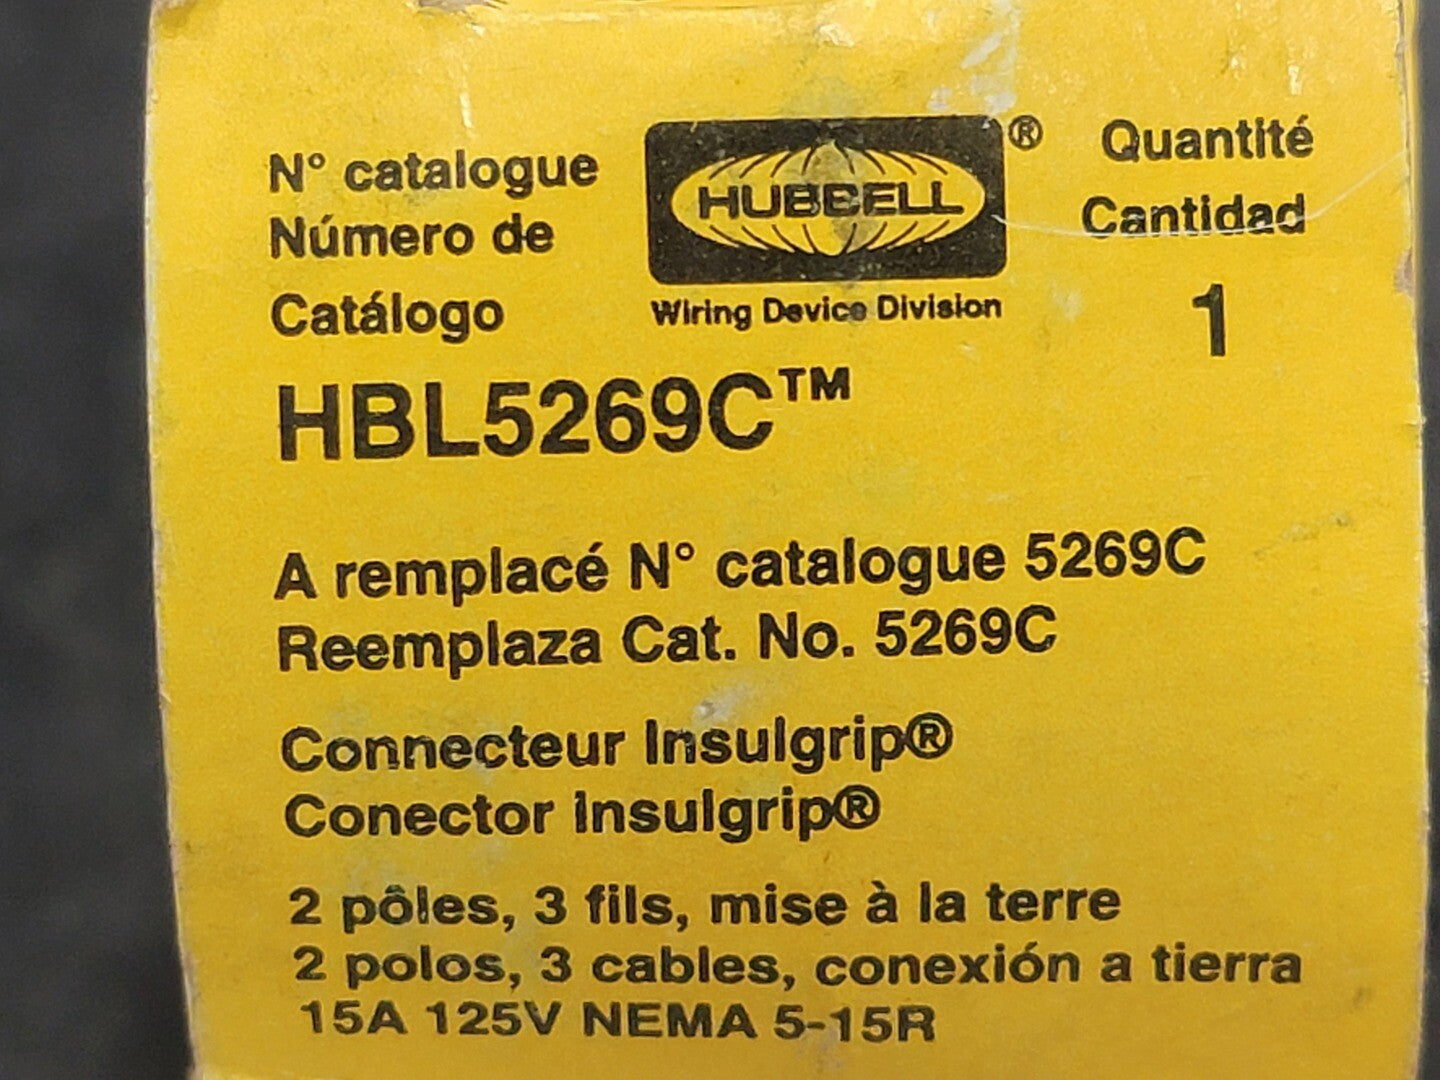 N° catalogue
Número de
Catálogo
HUBBELL ®
Wiring Device Division
Quantité
Cantidad
1
HBL5269C™
A remplacé N° catalogue 5269C
Reemplaza Cat. No. 5269C
Connecteur Insulgrip®
Conector Insulgrip®
2 pôles, 3 fils, mise à la terre
2 polos, 3 cables, conexión a tierra
15A 125V NEMA 5-15R